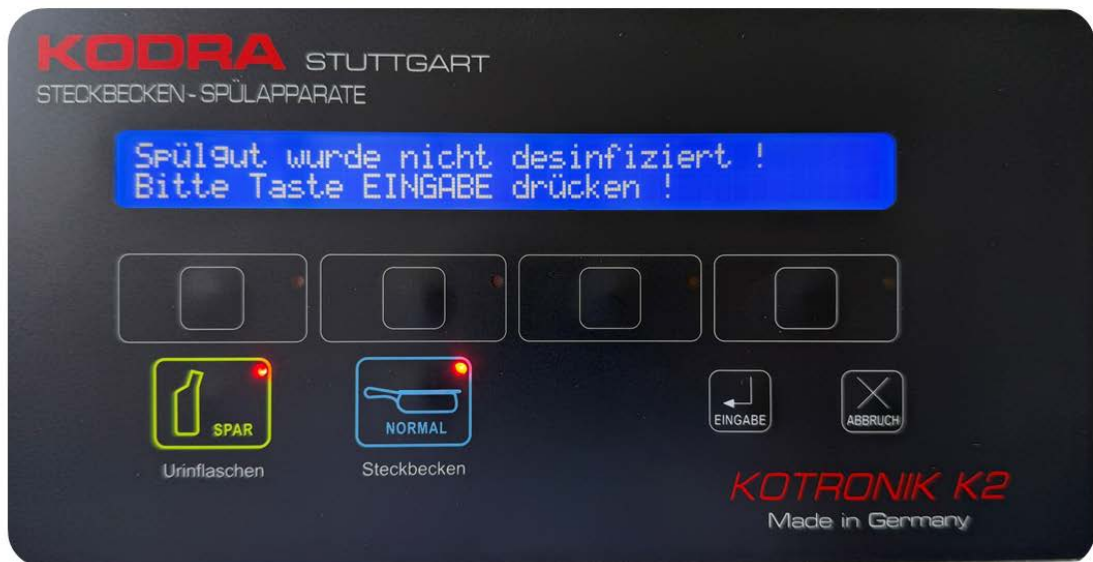 KODRA STUTTGART
STECKBECKEN-SPÜLAPPARATE
Spülgut wurde nicht desinfiziert !
Bitte Taste EINGABE drücken !
SPAR
NORMAL
EINGABE
ABBRUCH
Urinflaschen
Steckbecken
KOTRONIK K2
Made in Germany